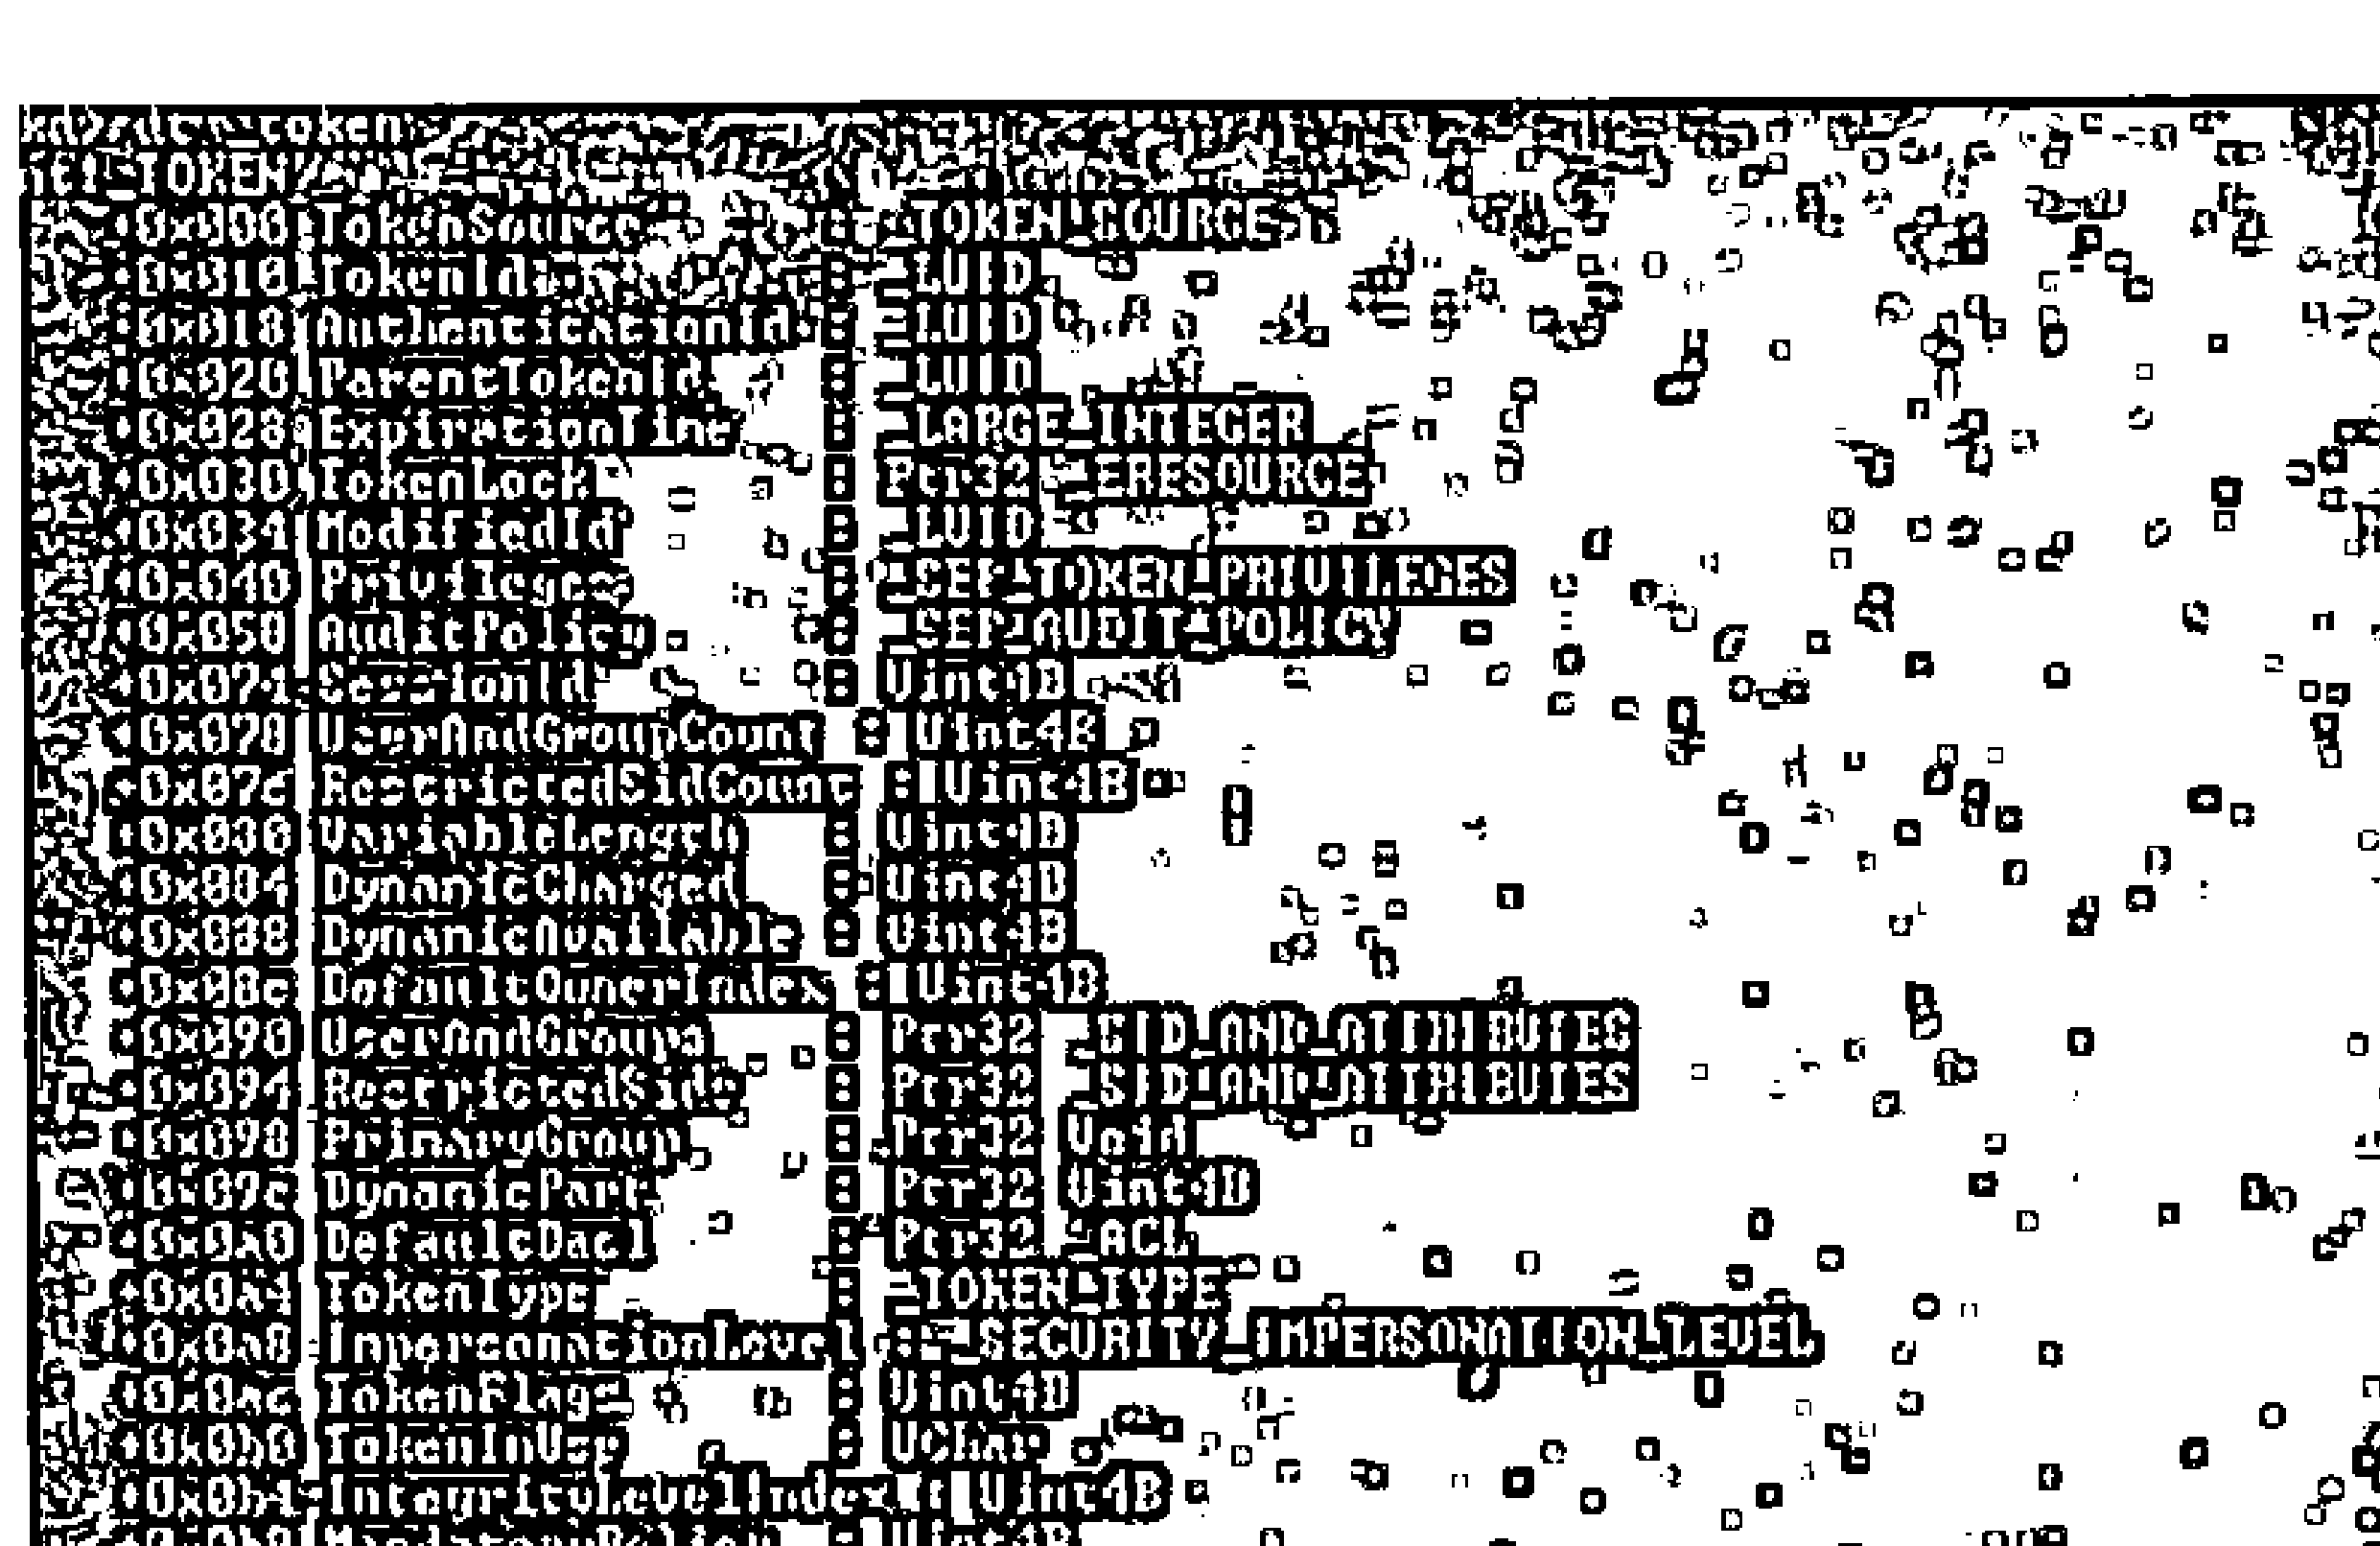 kd> dt _token
nt!_TOKEN
+0x000 TokenSource : _TOKEN_SOURCE
+0x010 TokenId : _LUID
+0x018 AuthenticationId : _LUID
+0x020 ParentTokenId : _LUID
+0x028 ExpirationTime : _LARGE_INTEGER
+0x030 TokenLock : Ptr32 _ERESOURCE
+0x034 ModifiedId : _LUID
+0x040 Privileges : _SEP_TOKEN_PRIVILEGES
+0x058 AuditPolicy : _SEP_AUDIT_POLICY
+0x074 SessionId : Uint4B
+0x078 UserAndGroupCount : Uint4B
+0x07c RestrictedSidCount : Uint4B
+0x080 VariableLength : Uint4B
+0x084 DynamicCharged : Uint4B
+0x088 DynamicAvailable : Uint4B
+0x08c DefaultOwnerIndex : Uint4B
+0x090 UserAndGroups : Ptr32 _SID_AND_ATTRIBUTES
+0x094 RestrictedSids : Ptr32 _SID_AND_ATTRIBUTES
+0x098 PrimaryGroup : Ptr32 Void
+0x09c DynamicPart : Ptr32 Uint4B
+0x0a0 DefaultDacl : Ptr32 _ACL
+0x0a4 TokenType : _TOKEN_TYPE
+0x0a8 ImpersonationLevel : _SECURITY_IMPERSONATION_LEVEL
+0x0ac TokenFlags : Uint4B
+0x0b0 TokenInUse : UChar
+0x0b4 IntegrityLevelIndex : Uint4B